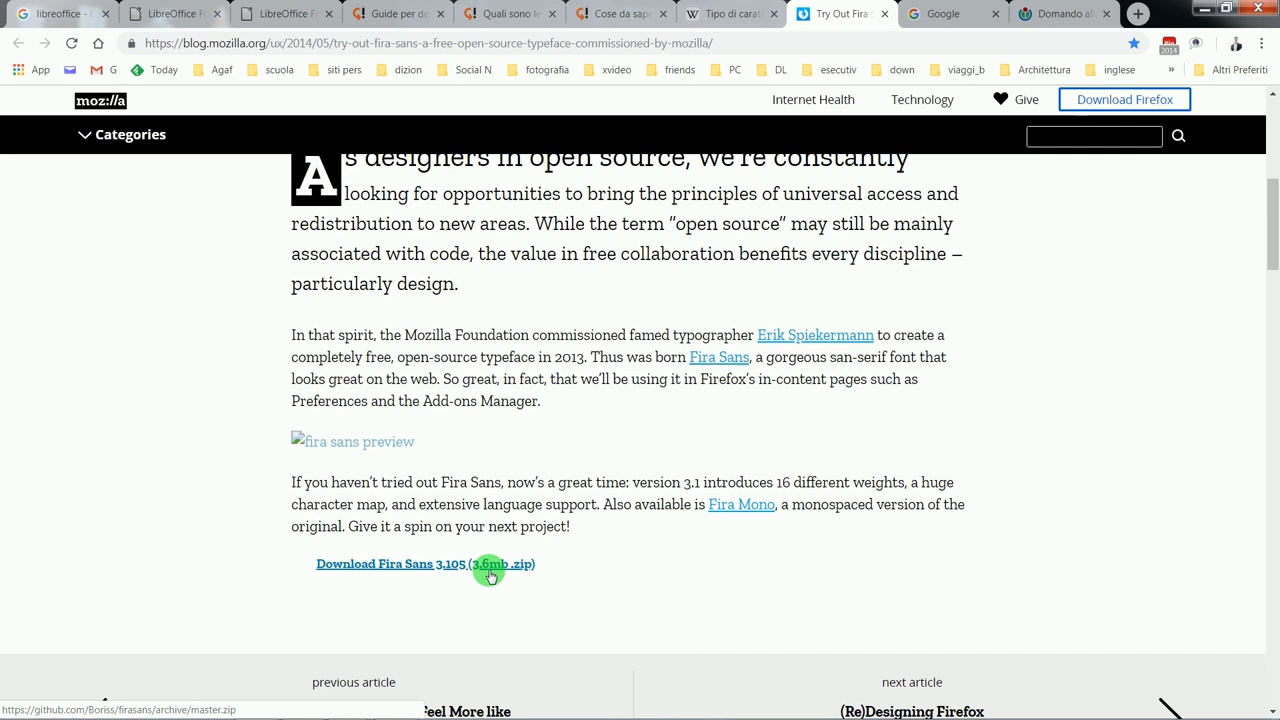 libreoffice -
LibreOffice F
LibreOffice F
Guide per de
Quali sono le
Cose da sape
Tipo di carat
Try Out Fira S
Google
Domando al
https://blog.mozilla.org/ux/2014/05/try-out-fira-sans-a-free-open-source-typeface-commissioned-by-mozilla/
2014
App
G
Today
Agaf
scuola
siti pers
dizion
Social N
fotografia
xvideo
friends
PC
DL
esecutiv
down
viaggi_b
Architettura
inglese
»
Altri Preferiti
moz://a
Internet Health
Technology
Give
Download Firefox
Categories
As designers in open source, we're constantly
looking for opportunities to bring the principles of universal access and
redistribution to new areas. While the term "open source" may still be mainly
associated with code, the value in free collaboration benefits every discipline –
particularly design.
In that spirit, the Mozilla Foundation commissioned famed typographer Erik Spiekermann to create a
completely free, open-source typeface in 2013. Thus was born Fira Sans, a gorgeous san-serif font that
looks great on the web. So great, in fact, that we'll be using it in Firefox's in-content pages such as
Preferences and the Add-ons Manager.
fira sans preview
If you haven't tried out Fira Sans, now's a great time: version 3.1 introduces 16 different weights, a huge
character map, and extensive language support. Also available is Fira Mono, a monospaced version of the
original. Give it a spin on your next project!
Download Fira Sans 3.105 (3.6mb .zip)
previous article
next article
Feel More like
(Re)Designing Firefox
https://github.com/Boriss/firasans/archive/master.zip